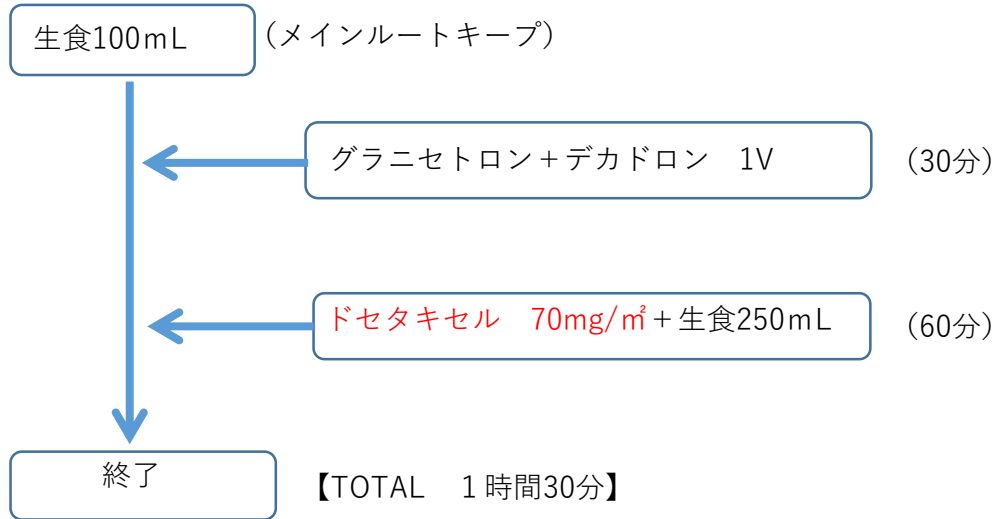 生食100ｍL （メインルートキープ）
グラニセトロン＋デカドロン　1V （30分）
ドセタキセル　70mg/㎡＋生食250ｍL （60分）
終了 【TOTAL　１時間30分】